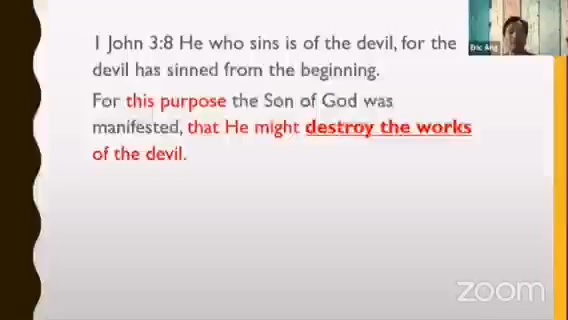 1 John 3:8 He who sins is of the devil, for the
devil has sinned from the beginning.
For this purpose the Son of God was
manifested, that He might destroy the works
of the devil.
Eric Ang
zoom